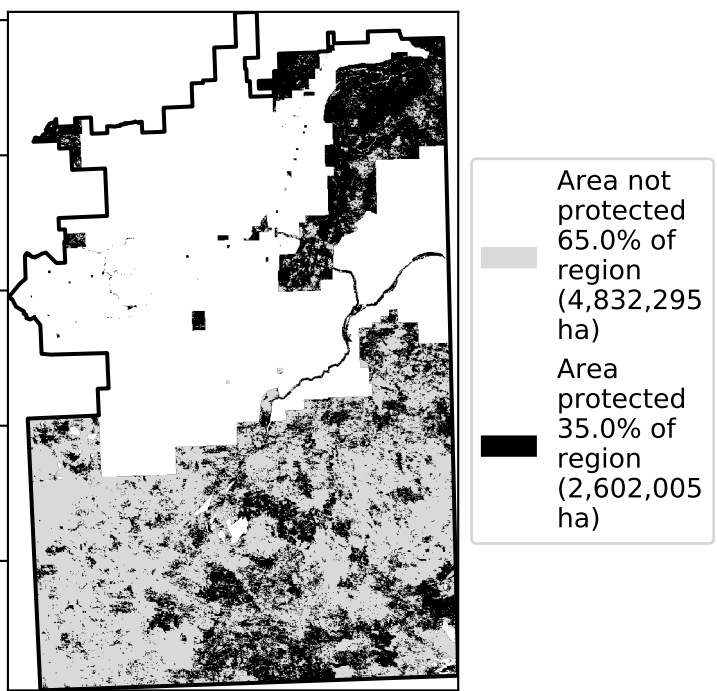 Area not
protected
65.0% of
region
(4,832,295
ha)
Area
protected
35.0% of
region
(2,602,005
ha)